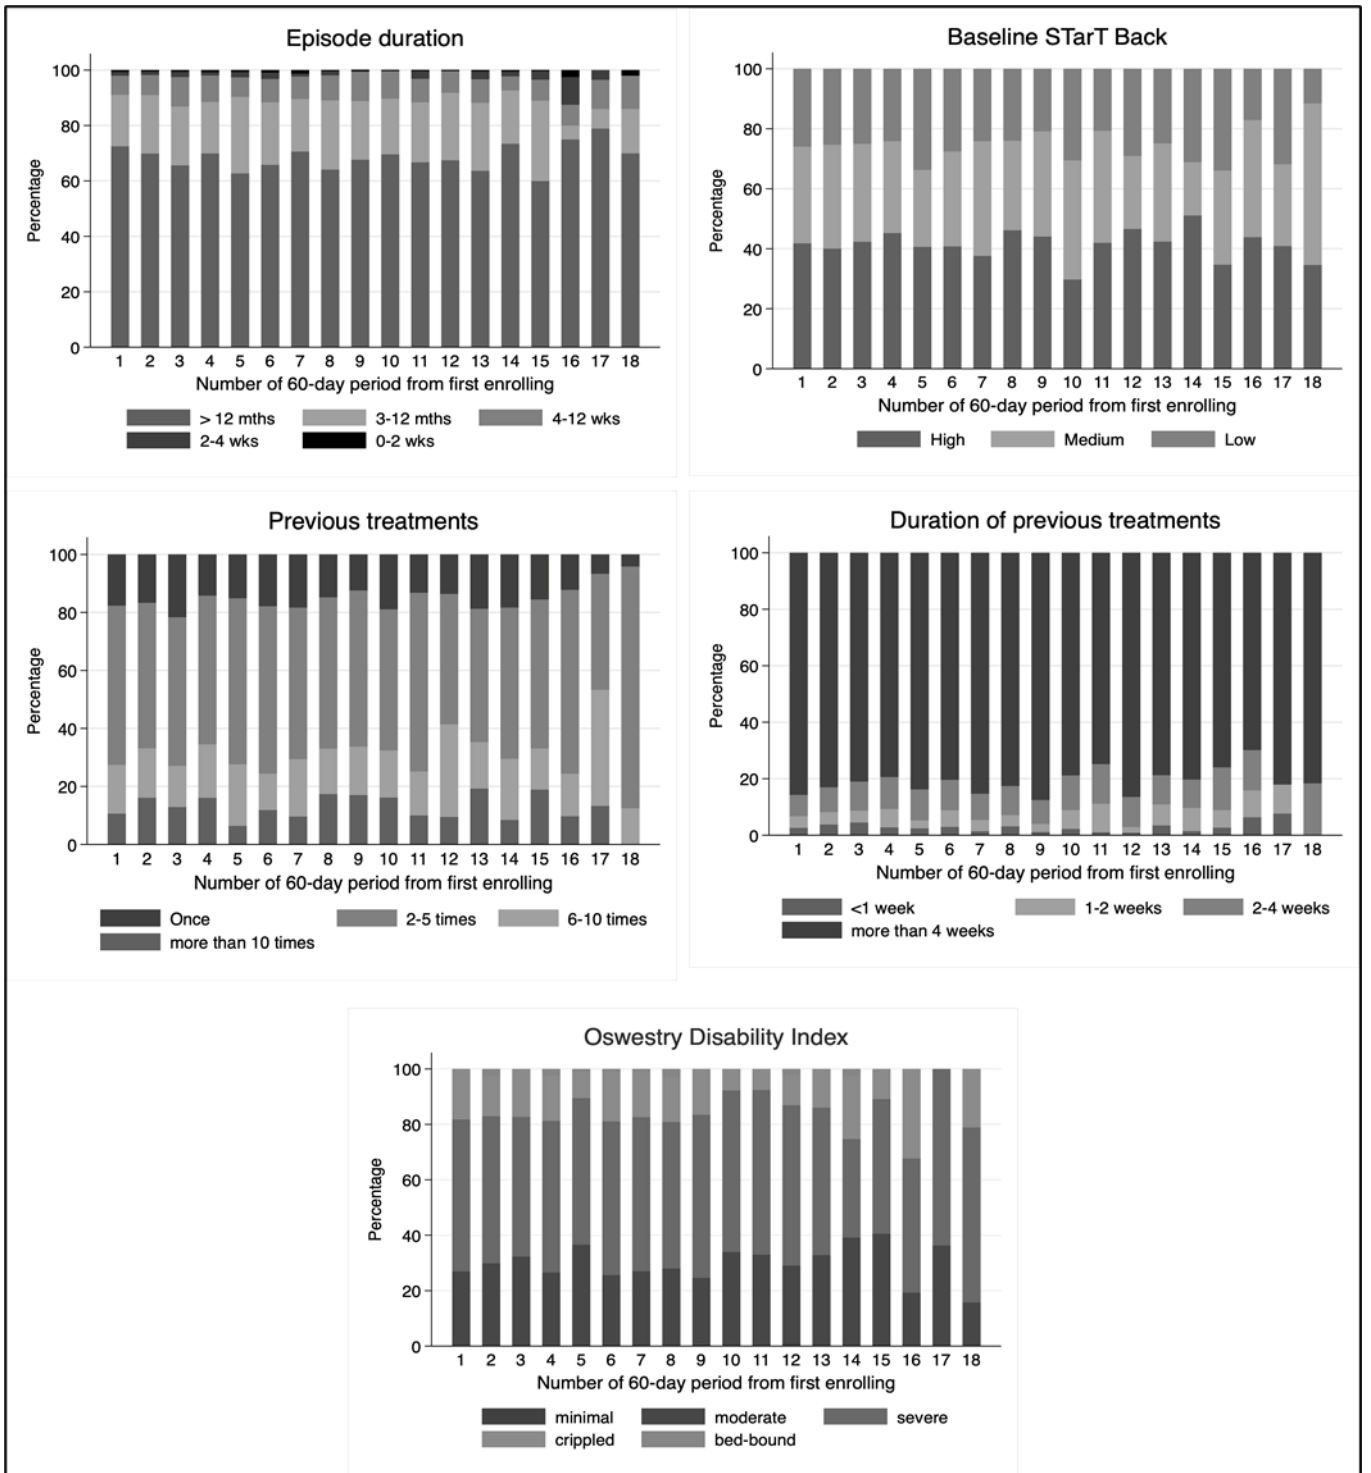 Episode duration
Percentage
100
80
60
40
20
0
1 2 3 4 5 6 7 8 9 10 11 12 13 14 15 16 17 18
Number of 60-day period from first enrolling
> 12 mths 3-12 mths 4-12 wks
2-4 wks 0-2 wks
Baseline STarT Back
Percentage
100
80
60
40
20
0
1 2 3 4 5 6 7 8 9 10 11 12 13 14 15 16 17 18
Number of 60-day period from first enrolling
High Medium Low
Previous treatments
Percentage
100
80
60
40
20
0
1 2 3 4 5 6 7 8 9 10 11 12 13 14 15 16 17 18
Number of 60-day period from first enrolling
Once 2-5 times 6-10 times
more than 10 times
Duration of previous treatments
Percentage
100
80
60
40
20
0
1 2 3 4 5 6 7 8 9 10 11 12 13 14 15 16 17 18
Number of 60-day period from first enrolling
<1 week 1-2 weeks 2-4 weeks
more than 4 weeks
Oswestry Disability Index
Percentage
100
80
60
40
20
0
1 2 3 4 5 6 7 8 9 10 11 12 13 14 15 16 17 18
Number of 60-day period from first enrolling
minimal moderate severe
crippled bed-bound